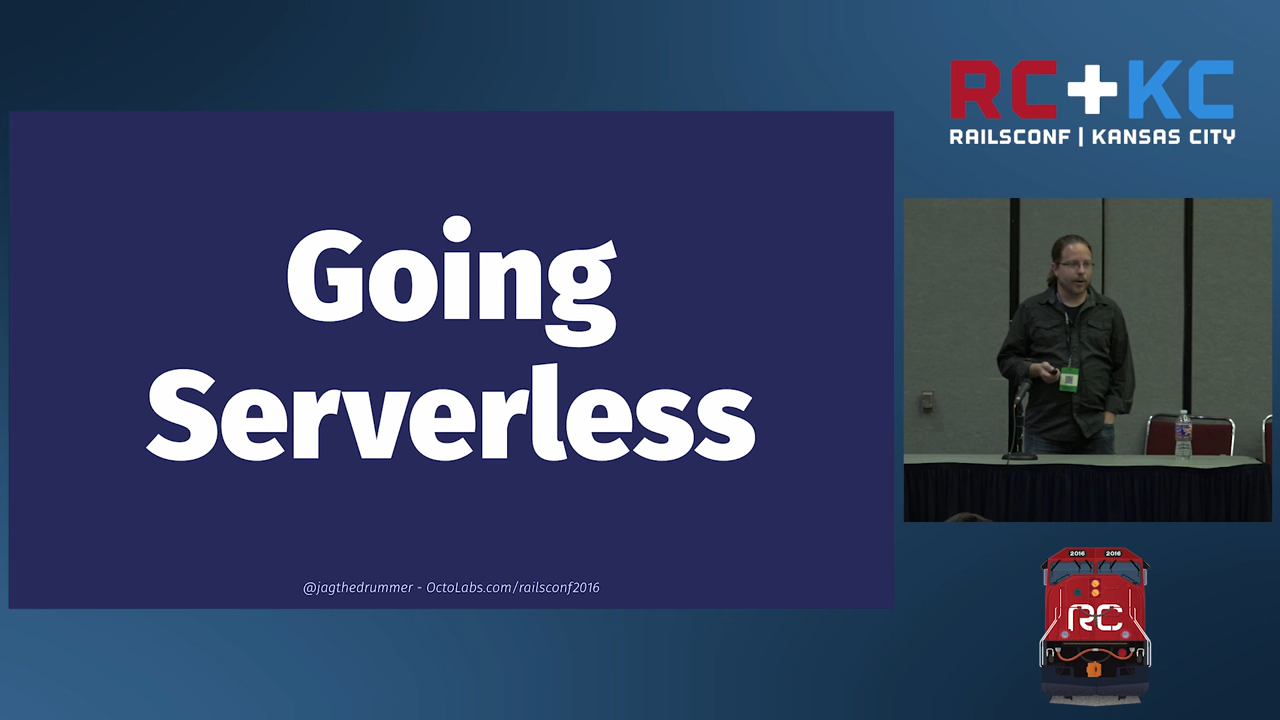 Going
Serverless
@jagthedrummer - OctoLabs.com/railsconf2016
RC+KC
RAILSCONF | KANSAS CITY
2016 2016
RC